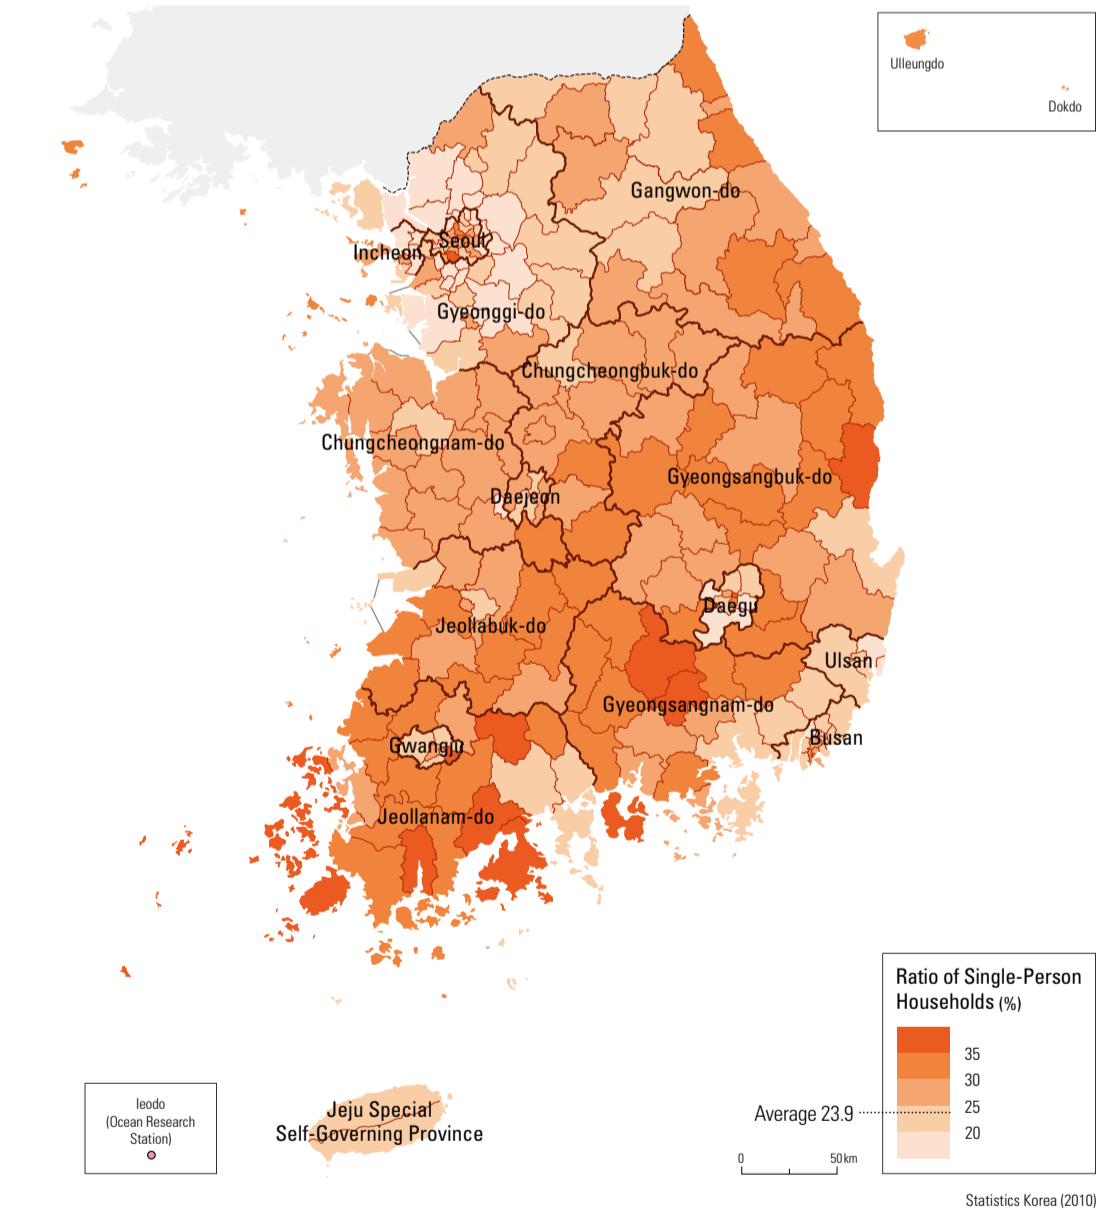 Ulleungdo
Dokdo
Gangwon-do
Seoul
Incheon
Gyeonggi-do
Chungcheongbuk-do
Chungcheongnam-do
Gyeongsangbuk-do
Daejeon
Daegu
Jeollabuk-do
Ulsan
Gyeongsangnam-do
Busan
Gwangju
Jeollanam-do
Jeju Special
Self-Governing Province
Ieodo
(Ocean Research
Station)
Ratio of Single-Person
Households (%)
35
30
25
20
Average 23.9
0 50km
Statistics Korea (2010)